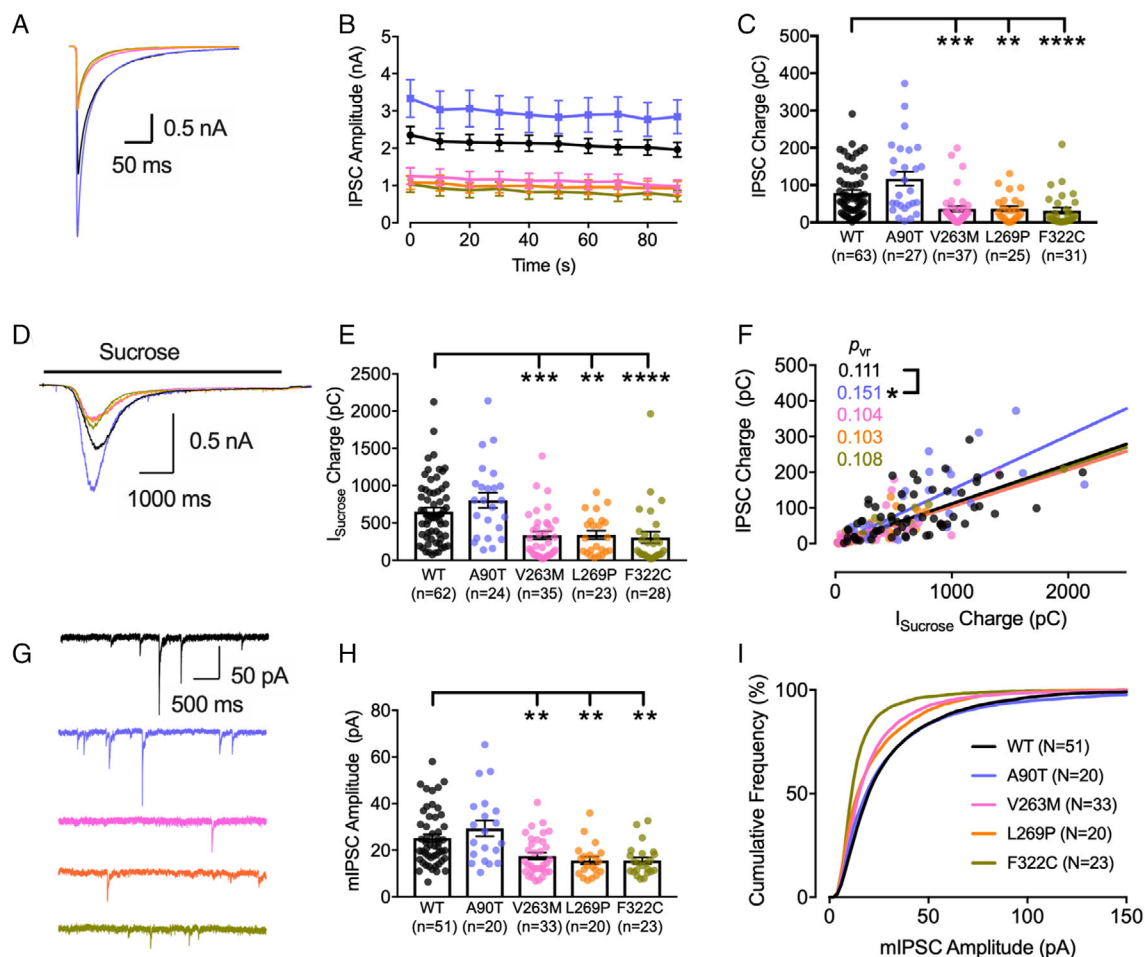 A
0.5 nA
50 ms
B
IPSC Amplitude (nA)
5
4
3
2
1
0
0 20 40 60 80
Time (s)
C
IPSC Charge (pC)
500
400
300
200
100
0
*** ** ****
WT A90T V263M L269P F322C
(n=63) (n=27) (n=37) (n=25) (n=31)
D
Sucrose
0.5 nA
1000 ms
E
ISucrose Charge (pC)
2500
2000
1500
1000
500
0
*** ** ****
WT A90T V263M L269P F322C
(n=62) (n=24) (n=35) (n=23) (n=28)
F
IPSC Charge (pC)
500
400
300
200
100
0
pvr
0.111
0.151 *
0.104
0.103
0.108
0 1000 2000
ISucrose Charge (pC)
G
50 pA
500 ms
H
mIPSC Amplitude (pA)
80
60
40
20
0
** ** **
WT A90T V263M L269P F322C
(n=51) (n=20) (n=33) (n=20) (n=23)
I
Cumulative Frequency (%)
100
50
0
WT (N=51)
A90T (N=20)
V263M (N=33)
L269P (N=20)
F322C (N=23)
0 50 100 150
mIPSC Amplitude (pA)